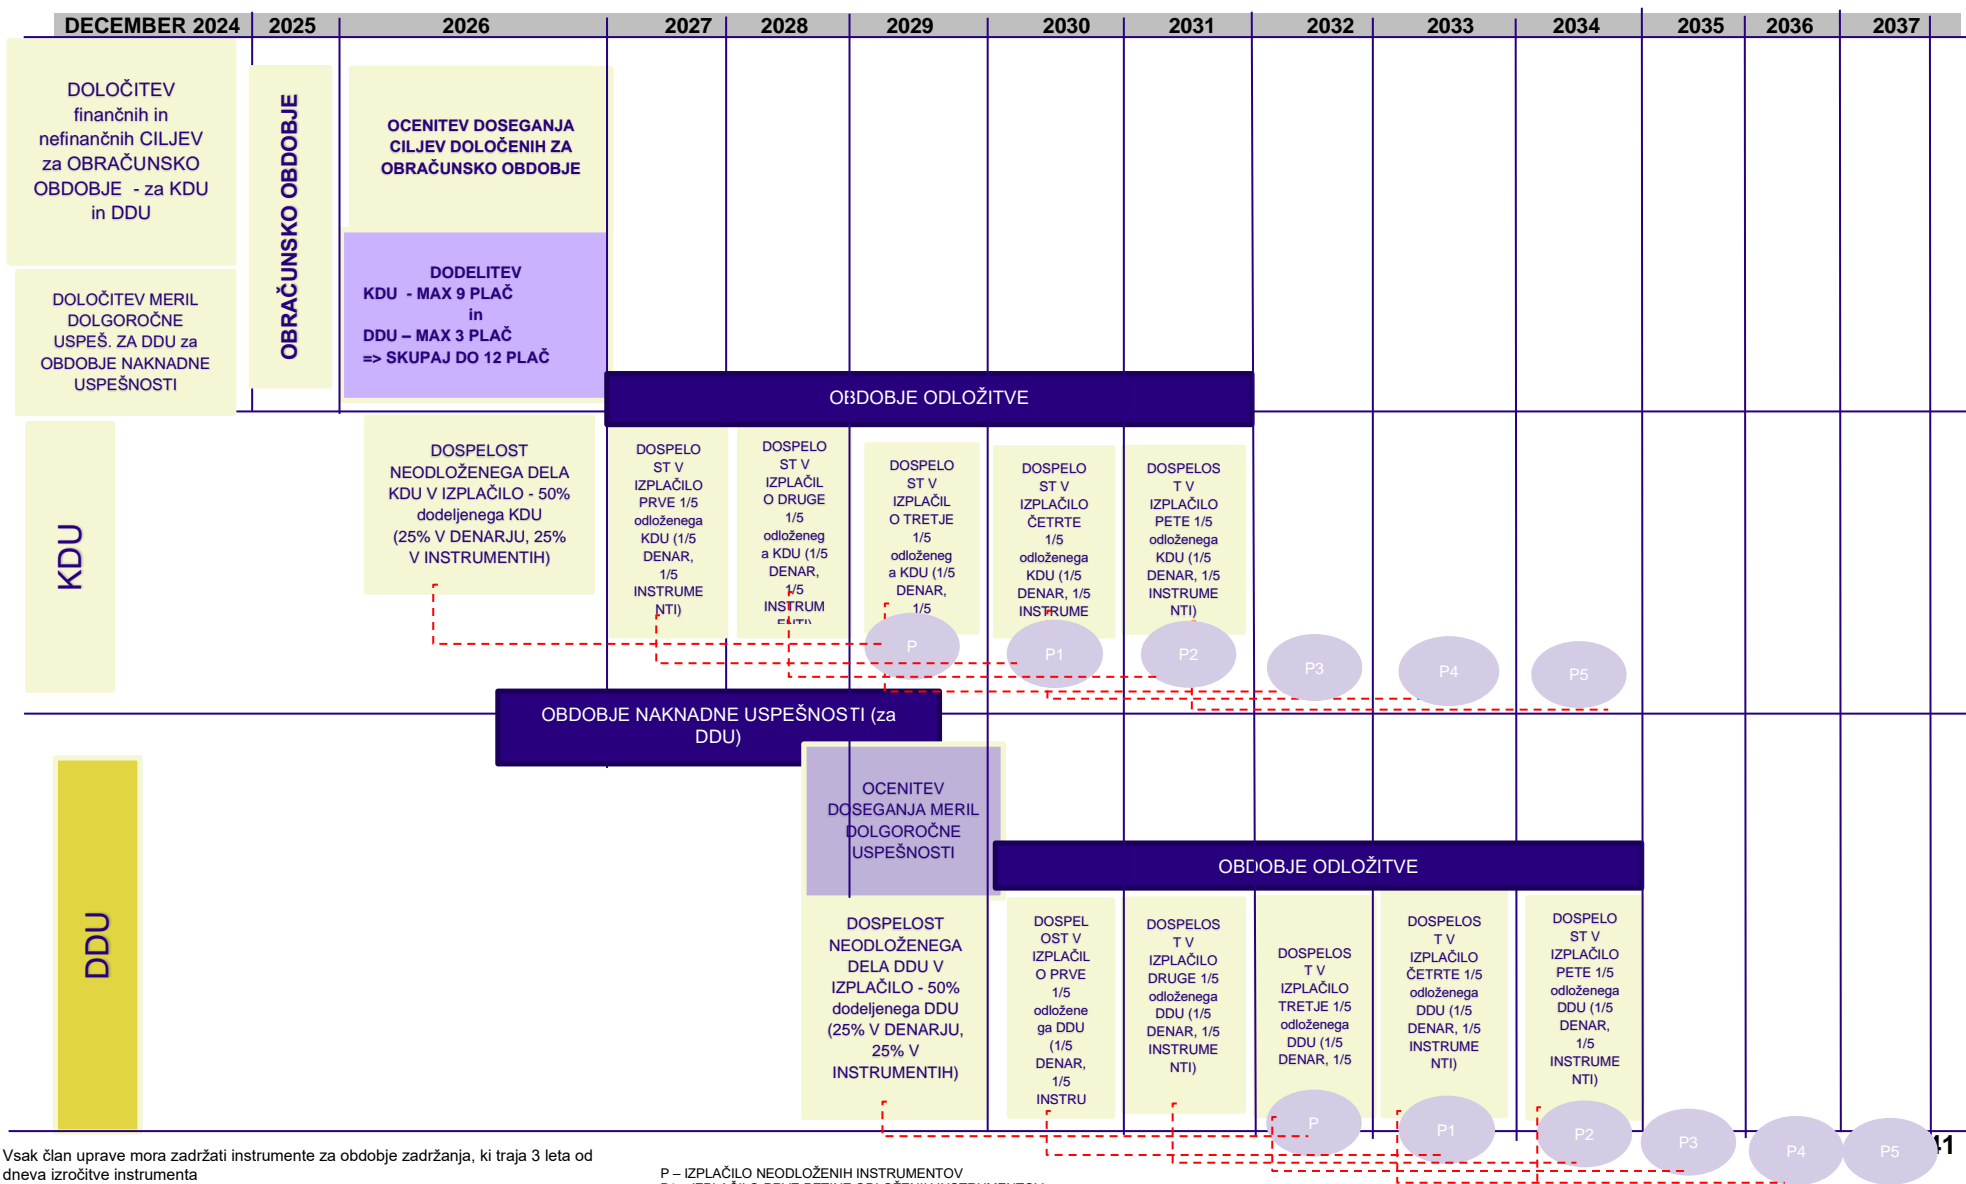 DECEMBER 2024
2025
2026
2027
2028
2029
2030
2031
2032
2033
2034
2035
2036
2037
DOLOČITEV
finančnih in
nefinančnih CILJEV
za OBRAČUNSKO
OBDOBJE - za KDU
in DDU
DOLOČITEV MERIL
DOLGOROČNE
USPEŠ. ZA DDU za
OBDOBJE NAKNADNE
USPEŠNOSTI
OBRAČUNSKO OBDOBJE
OCENITEV DOSEGANJA
CILJEV DOLOČENIH ZA
OBRAČUNSKO OBDOBJE
DODELITEV
KDU - MAX 9 PLAČ
in
DDU – MAX 3 PLAČ
=> SKUPAJ DO 12 PLAČ
OBDOBJE ODLOŽITVE
KDU
DOSPELOST
NEODLOŽENEGA DELA
KDU V IZPLAČILO - 50%
dodeljenega KDU
(25% V DENARJU, 25%
V INSTRUMENTIH)
DOSPELO
ST V
IZPLAČILO
PRVE 1/5
odloženega
KDU (1/5
DENAR,
1/5
INSTRUME
NTI)
DOSPELO
ST V
IZPLAČIL
O DRUGE
1/5
odloženeg
a KDU (1/5
DENAR,
1/5
INSTRUM
ENTI)
DOSPELO
ST V
IZPLAČIL
O TRETJE
1/5
odloženeg
a KDU (1/5
DENAR,
1/5
DOSPELO
ST V
IZPLAČILO
ČETRTE
1/5
odloženega
KDU (1/5
DENAR, 1/5
INSTRUME
DOSPELOS
T V
IZPLAČILO
PETE 1/5
odloženega
KDU (1/5
DENAR, 1/5
INSTRUME
NTI)
P
P1
P2
P3
P4
P5
OBDOBJE NAKNADNE USPEŠNOSTI (za
DDU)
DDU
OCENITEV
DOSEGANJA MERIL
DOLGOROČNE
USPEŠNOSTI
OBDOBJE ODLOŽITVE
DOSPELOST
NEODLOŽENEGA
DELA DDU V
IZPLAČILO - 50%
dodeljenega DDU
(25% V DENARJU,
25% V
INSTRUMENTIH)
DOSPEL
OST V
IZPLAČIL
O PRVE
1/5
odložene
ga DDU
(1/5
DENAR,
1/5
INSTRU
DOSPELOS
T V
IZPLAČILO
DRUGE 1/5
odloženega
DDU (1/5
DENAR, 1/5
INSTRUME
NTI)
DOSPELOS
T V
IZPLAČILO
TRETJE 1/5
odloženega
DDU (1/5
DENAR, 1/5
DOSPELOS
T V
IZPLAČILO
ČETRTE 1/5
odloženega
DDU (1/5
DENAR, 1/5
INSTRUME
NTI)
DOSPELO
ST V
IZPLAČILO
PETE 1/5
odloženega
DDU (1/5
DENAR,
1/5
INSTRUME
NTI)
P
P1
P2
P3
P4
P5
41
Vsak član uprave mora zadržati instrumente za obdobje zadržanja, ki traja 3 leta od
dneva izročitve instrumenta
P – IZPLAČILO NEODLOŽENIH INSTRUMENTOV